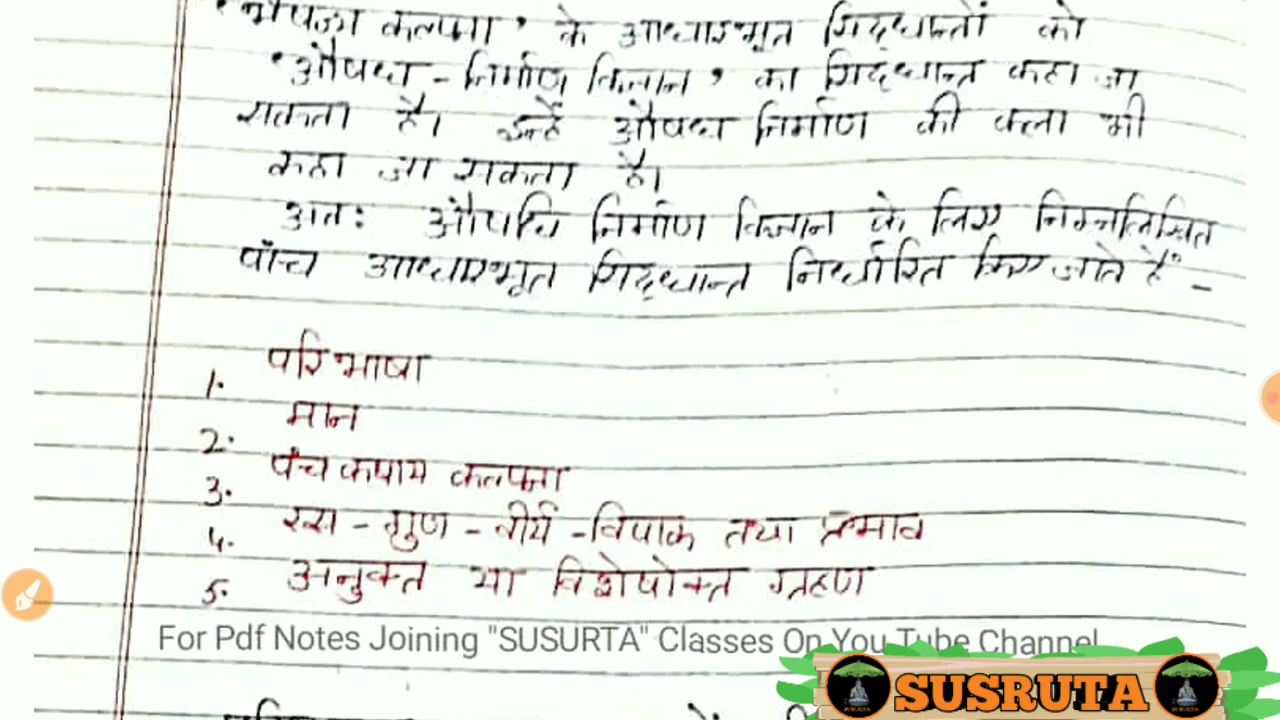 'भैषज्य कल्पना' के आधारभूत सिद्धान्तों को
'औषध - निर्माण विज्ञान' का सिद्धान्त कहा जा
सकता है। इन्हें औषध निर्माण की कला भी
कहा जा सकता है।
अतः औषधि निर्माण विज्ञान के लिए निम्नलिखित
पाँच आधारभूत सिद्धान्त निर्धारित किए जाते हैं -
1. परिभाषा
2. मान
3. पंचकषाय कल्पना
4. रस - गुण - वीर्य - विपाक तथा प्रभाव
5. अनुक्त या विशेषोक्त ग्रहण
For Pdf Notes Joining "SUSURTA" Classes On You Tube Channel
SUSRUTA